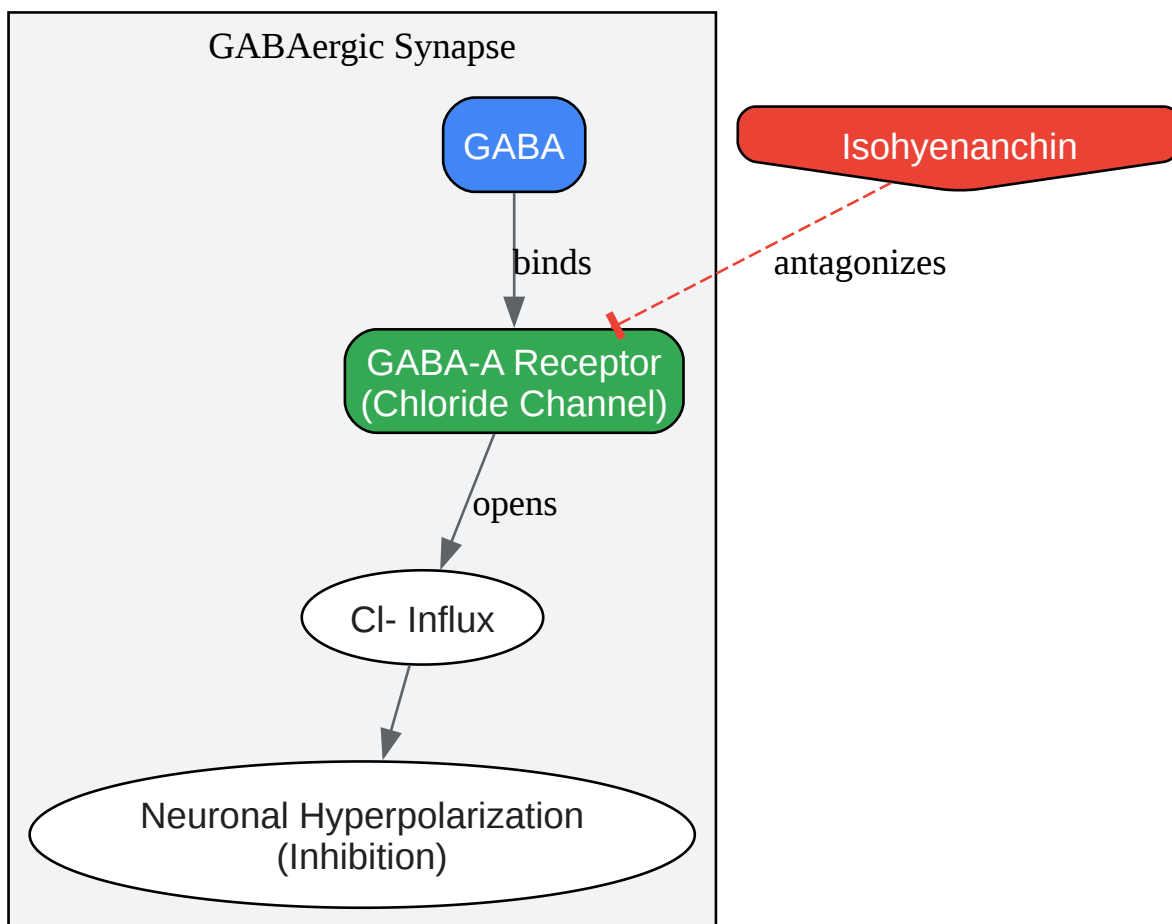 GABAergic Synapse
GABA
Isohyenanchin
binds
antagonizes
GABA-A Receptor
(Chloride Channel)
opens
Cl- Influx
Neuronal Hyperpolarization
(Inhibition)